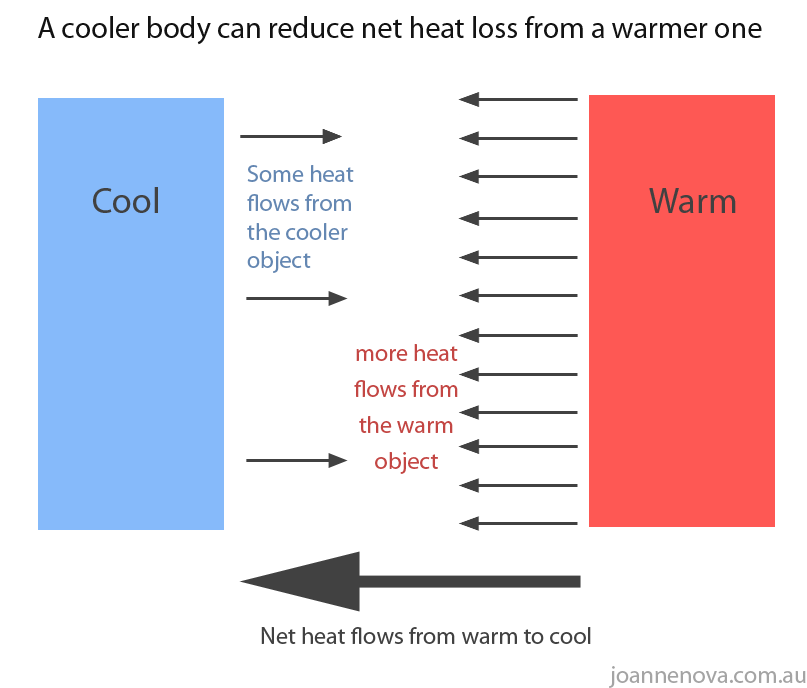 A cooler body can reduce net heat loss from a warmer one
Cool
Some heat
flows from
the cooler
object
Warm
more heat
flows from
the warm
object
Net heat flows from warm to cool
joannenova.com.au